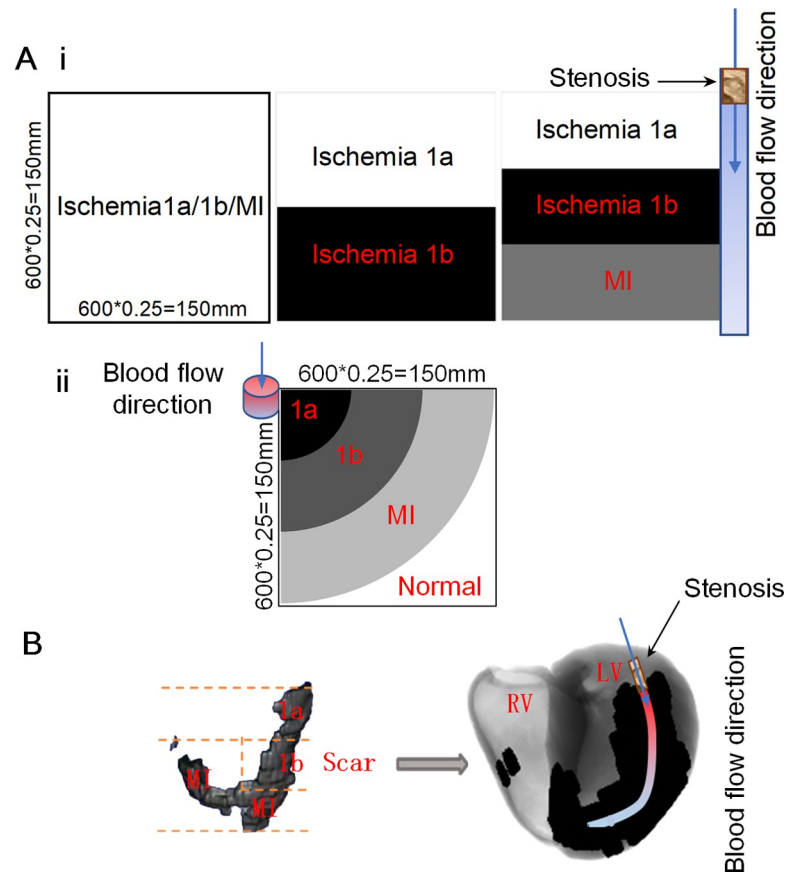 A i
Stenosis
Blood flow direction
600*0.25=150mm
Ischemia1a/1b/MI
600*0.25=150mm
Ischemia 1a
Ischemia 1b
Ischemia 1a
Ischemia 1b
MI
ii
Blood flow
direction
600*0.25=150mm
600*0.25=150mm
1a
1b
MI
Normal
B
Stenosis
Blood flow direction
1a
1b
MI
MI
Scar
RV
LV